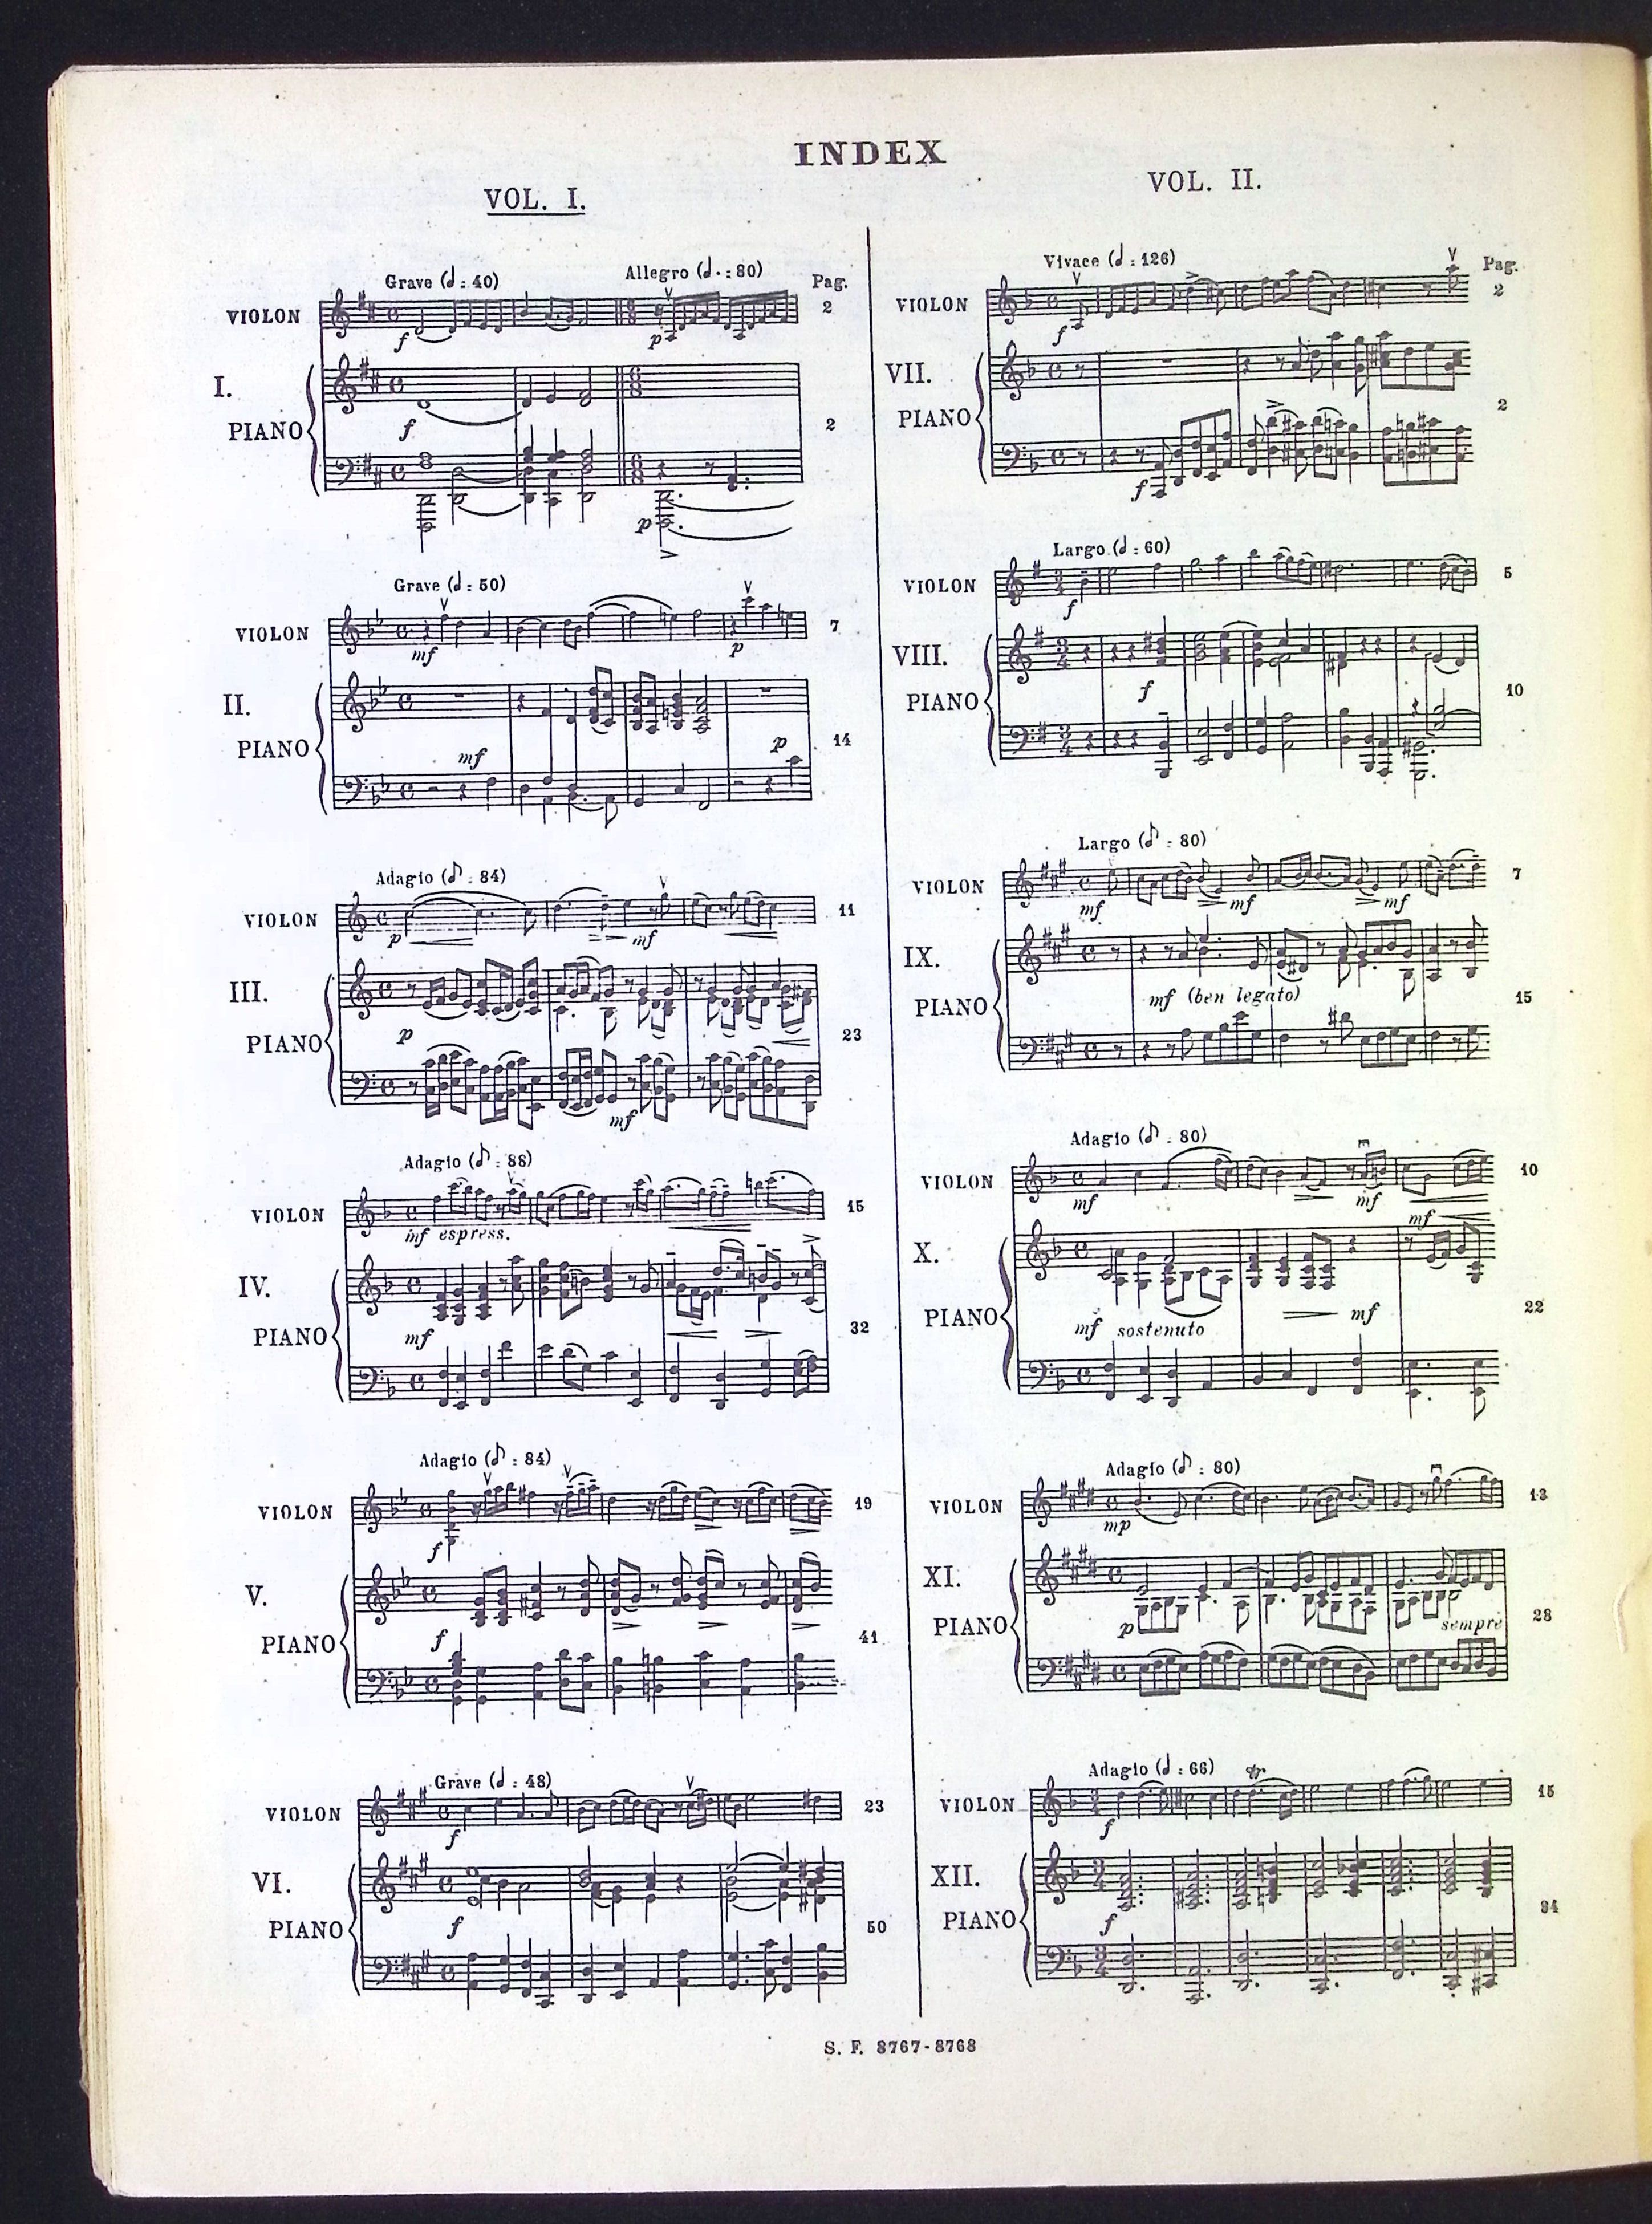 INDEX
VOL. I.
Grave (𝅗𝅥 : 40)
Allegro (𝅗𝅥. : 80)
Pag.
VIOLON
2
f
p
I.
PIANO
f
2
p
Grave (𝅗𝅥 : 50)
VIOLON
7
mf
p
II.
PIANO
mf
p
14
Adagio (♪ : 84)
VIOLON
11
p
mf
III.
PIANO
p
23
mf
Adagio (♪ : 88)
VIOLON
15
mf espress.
IV.
PIANO
mf
32
Adagio (♪ : 84)
VIOLON
19
f
V.
PIANO
f
41
Grave (𝅗𝅥 : 48)
VIOLON
23
f
VI.
PIANO
f
50
VOL. II.
Vivace (𝅗𝅥 : 126)
Pag.
VIOLON
2
f
VII.
PIANO
2
f
Largo (𝅗𝅥 : 60)
VIOLON
5
f
VIII.
PIANO
f
10
Largo (♪ : 80)
VIOLON
7
mf mf mf
IX.
PIANO
mf (ben legato)
15
Adagio (♪ : 80)
VIOLON
10
mf mf
X.
mf
PIANO
mf sostenuto mf
22
Adagio (♪ : 80)
VIOLON
13
mp
XI.
PIANO
p sempre
28
Adagio (𝅗𝅥 : 66)
tr
VIOLON
15
f
XII.
PIANO
f
34
S. F. 8767-8768